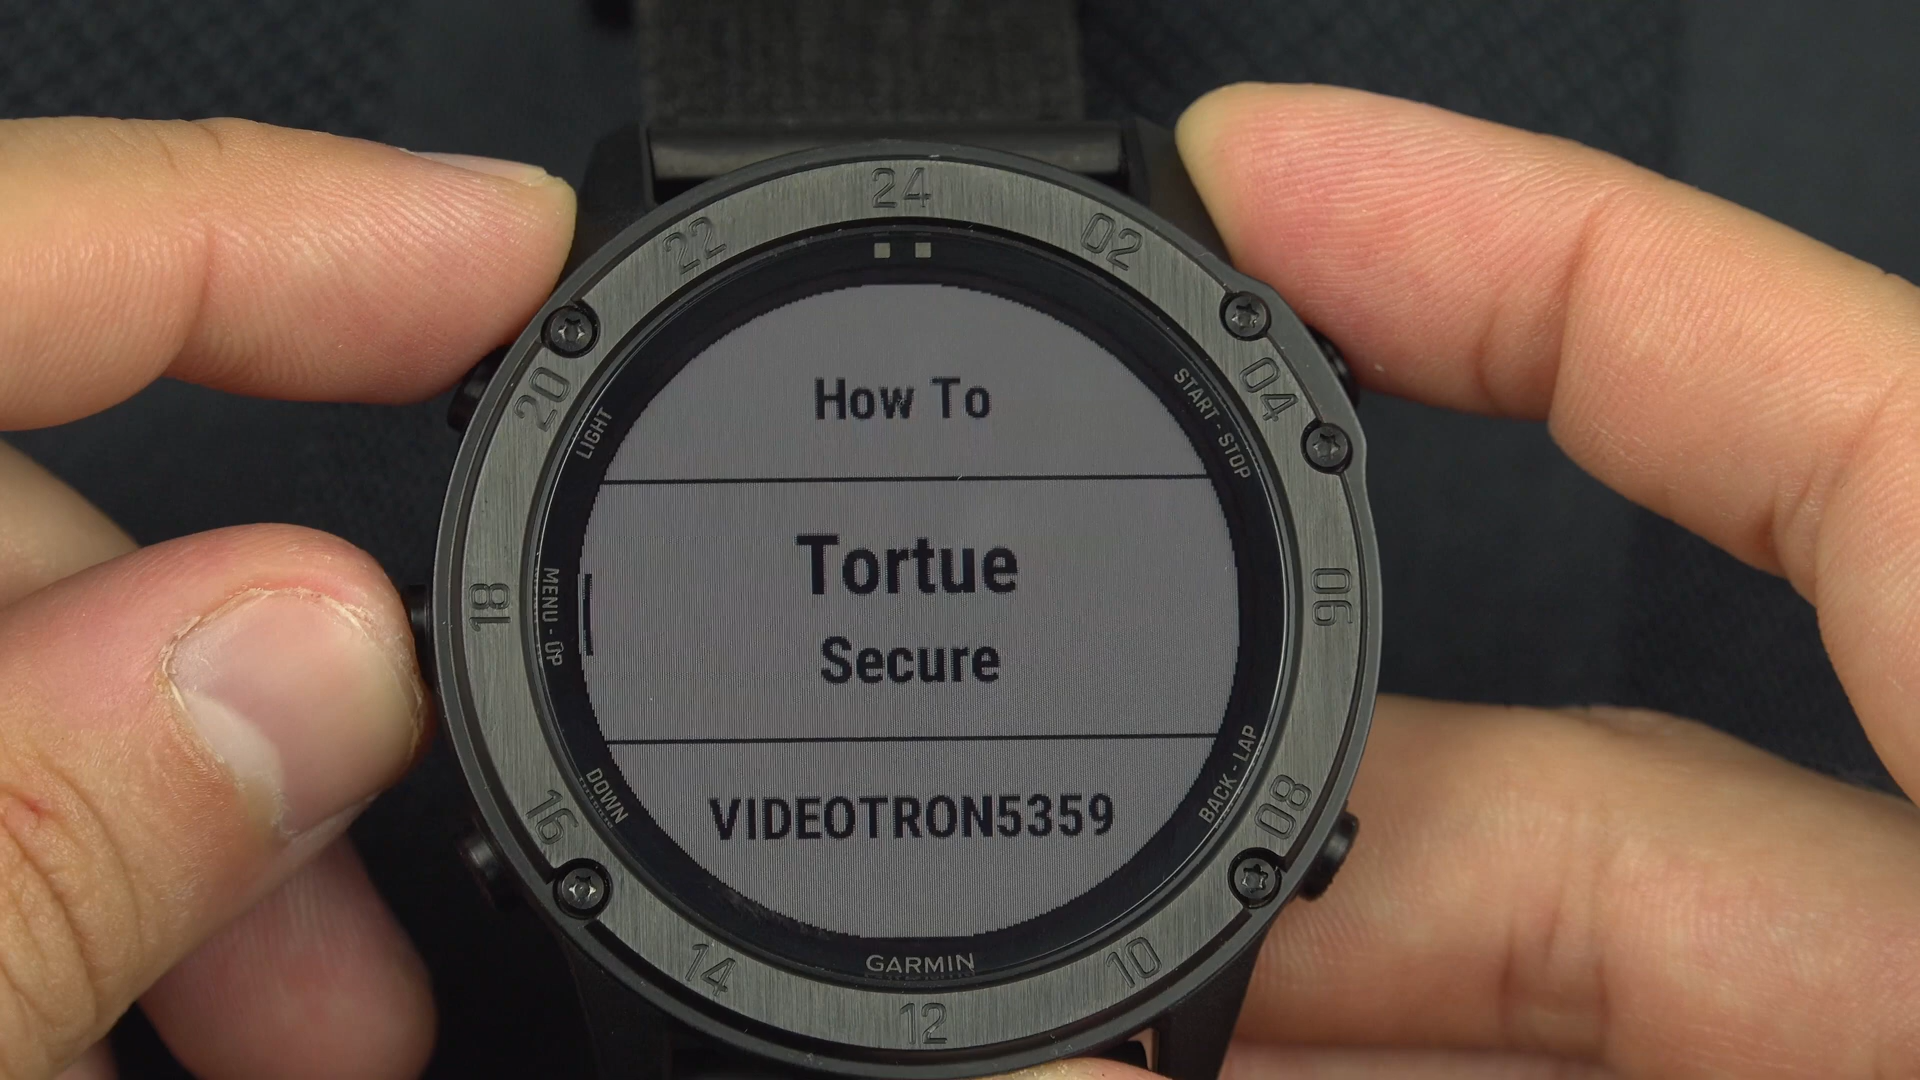 24
22
02
20
04
LIGHT
START - STOP
How To
Tortue
Secure
18
MENU - UP
06
VIDEOTRON5359
DOWN
BACK - LAP
16
08
GARMIN
14
10
12